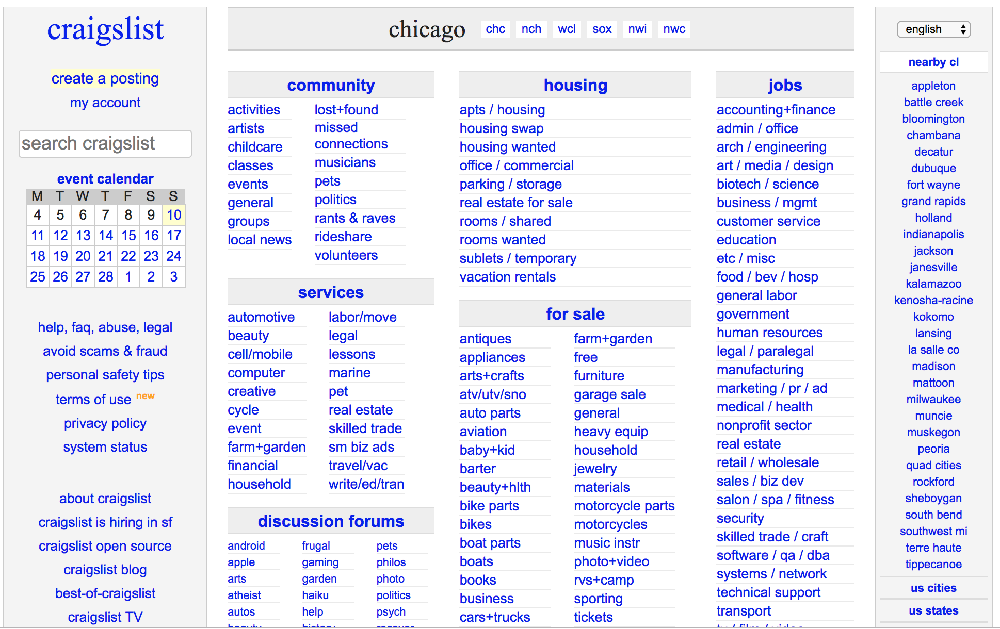 craigslist
create a posting
my account
search craigslist
event calendar
M T W T F S S
4 5 6 7 8 9 10
11 12 13 14 15 16 17
18 19 20 21 22 23 24
25 26 27 28 1 2 3
help, faq, abuse, legal
avoid scams & fraud
personal safety tips
terms of use new
privacy policy
system status
about craigslist
craigslist is hiring in sf
craigslist open source
craigslist blog
best-of-craigslist
craigslist TV
chicago chc nch wcl sox nwi nwc
community
activities
artists
childcare
classes
events
general
groups
local news
lost+found
missed
connections
musicians
pets
politics
rants & raves
rideshare
volunteers
services
automotive
beauty
cell/mobile
computer
creative
cycle
event
farm+garden
financial
household
labor/move
legal
lessons
marine
pet
real estate
skilled trade
sm biz ads
travel/vac
write/ed/tran
discussion forums
android
apple
arts
atheist
autos
frugal
gaming
garden
haiku
help
pets
philos
photo
politics
psych
housing
apts / housing
housing swap
housing wanted
office / commercial
parking / storage
real estate for sale
rooms / shared
rooms wanted
sublets / temporary
vacation rentals
for sale
antiques
appliances
arts+crafts
atv/utv/sno
auto parts
aviation
baby+kid
barter
beauty+hlth
bike parts
bikes
boat parts
boats
books
business
cars+trucks
farm+garden
free
furniture
garage sale
general
heavy equip
household
jewelry
materials
motorcycle parts
motorcycles
music instr
photo+video
rvs+camp
sporting
tickets
jobs
accounting+finance
admin / office
arch / engineering
art / media / design
biotech / science
business / mgmt
customer service
education
etc / misc
food / bev / hosp
general labor
government
human resources
legal / paralegal
manufacturing
marketing / pr / ad
medical / health
nonprofit sector
real estate
retail / wholesale
sales / biz dev
salon / spa / fitness
security
skilled trade / craft
software / qa / dba
systems / network
technical support
transport
english
nearby cl
appleton
battle creek
bloomington
chambana
decatur
dubuque
fort wayne
grand rapids
holland
indianapolis
jackson
janesville
kalamazoo
kenosha-racine
kokomo
lansing
la salle co
madison
mattoon
milwaukee
muncie
muskegon
peoria
quad cities
rockford
sheboygan
south bend
southwest mi
terre haute
tippecanoe
us cities
us states